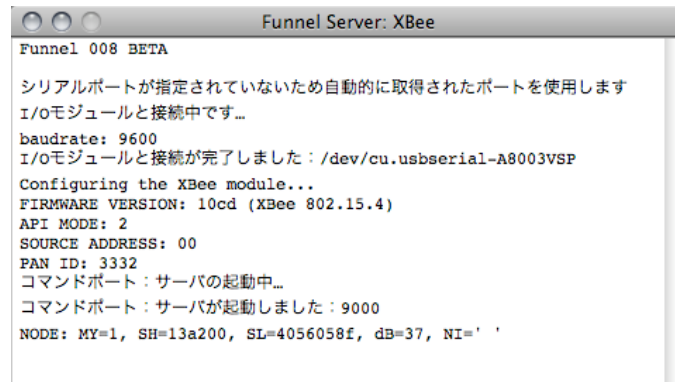 Funnel Server: XBee
Funnel 008 BETA
シリアルポートが指定されていないため自動的に取得されたポートを使用します
I/Oモジュールと接続中です…
baudrate: 9600
I/Oモジュールと接続が完了しました：/dev/cu.usbserial-A8003VSP
Configuring the XBee module...
FIRMWARE VERSION: 10cd (XBee 802.15.4)
API MODE: 2
SOURCE ADDRESS: 00
PAN ID: 3332
コマンドポート：サーバの起動中…
コマンドポート：サーバが起動しました：9000
NODE: MY=1, SH=13a200, SL=4056058f, dB=37, NI=' '